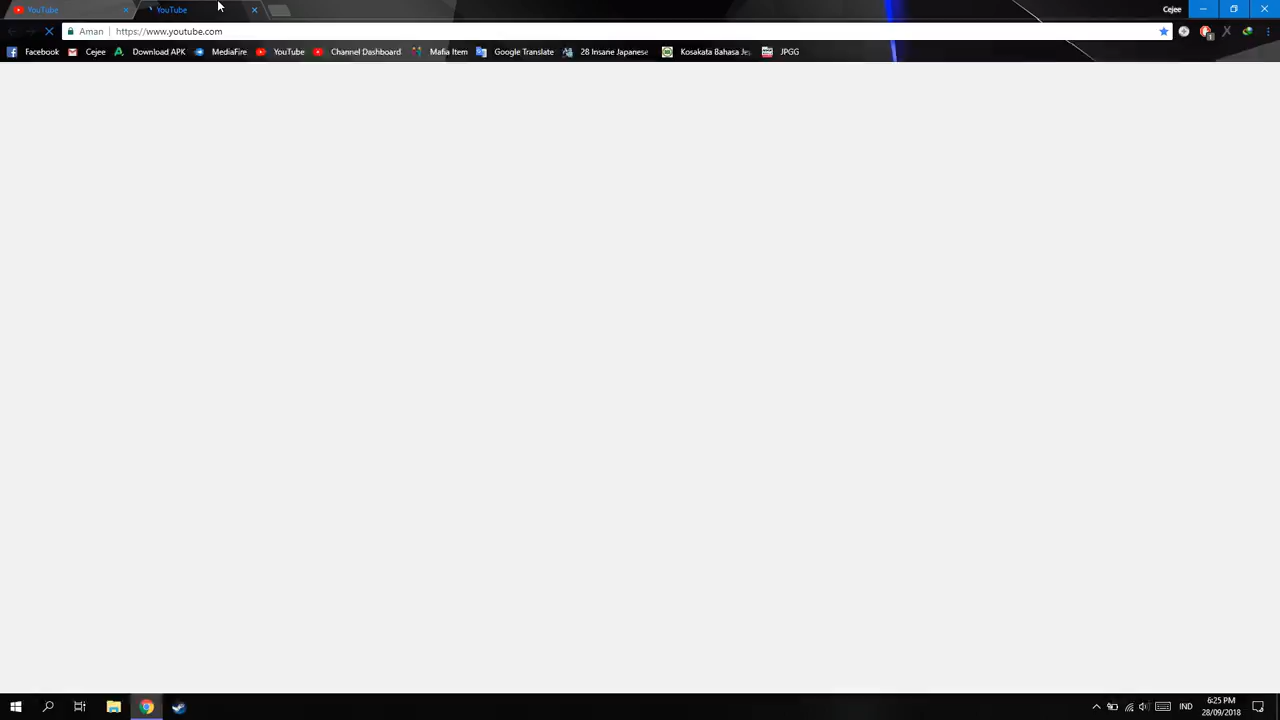 YouTube YouTube Cejee
Aman https://www.youtube.com
Facebook Cejee Download APK MediaFire YouTube Channel Dashboard Mafia Item Google Translate 28 Insane Japanese Kosakata Bahasa Je JPGG
6:25 PM
IND
28/09/2018